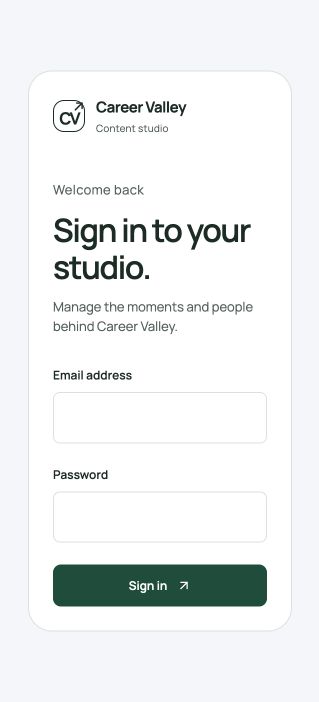 CV
Career Valley
Content studio
Welcome back
Sign in to your
studio.
Manage the moments and people
behind Career Valley.
Email address
Password
Sign in